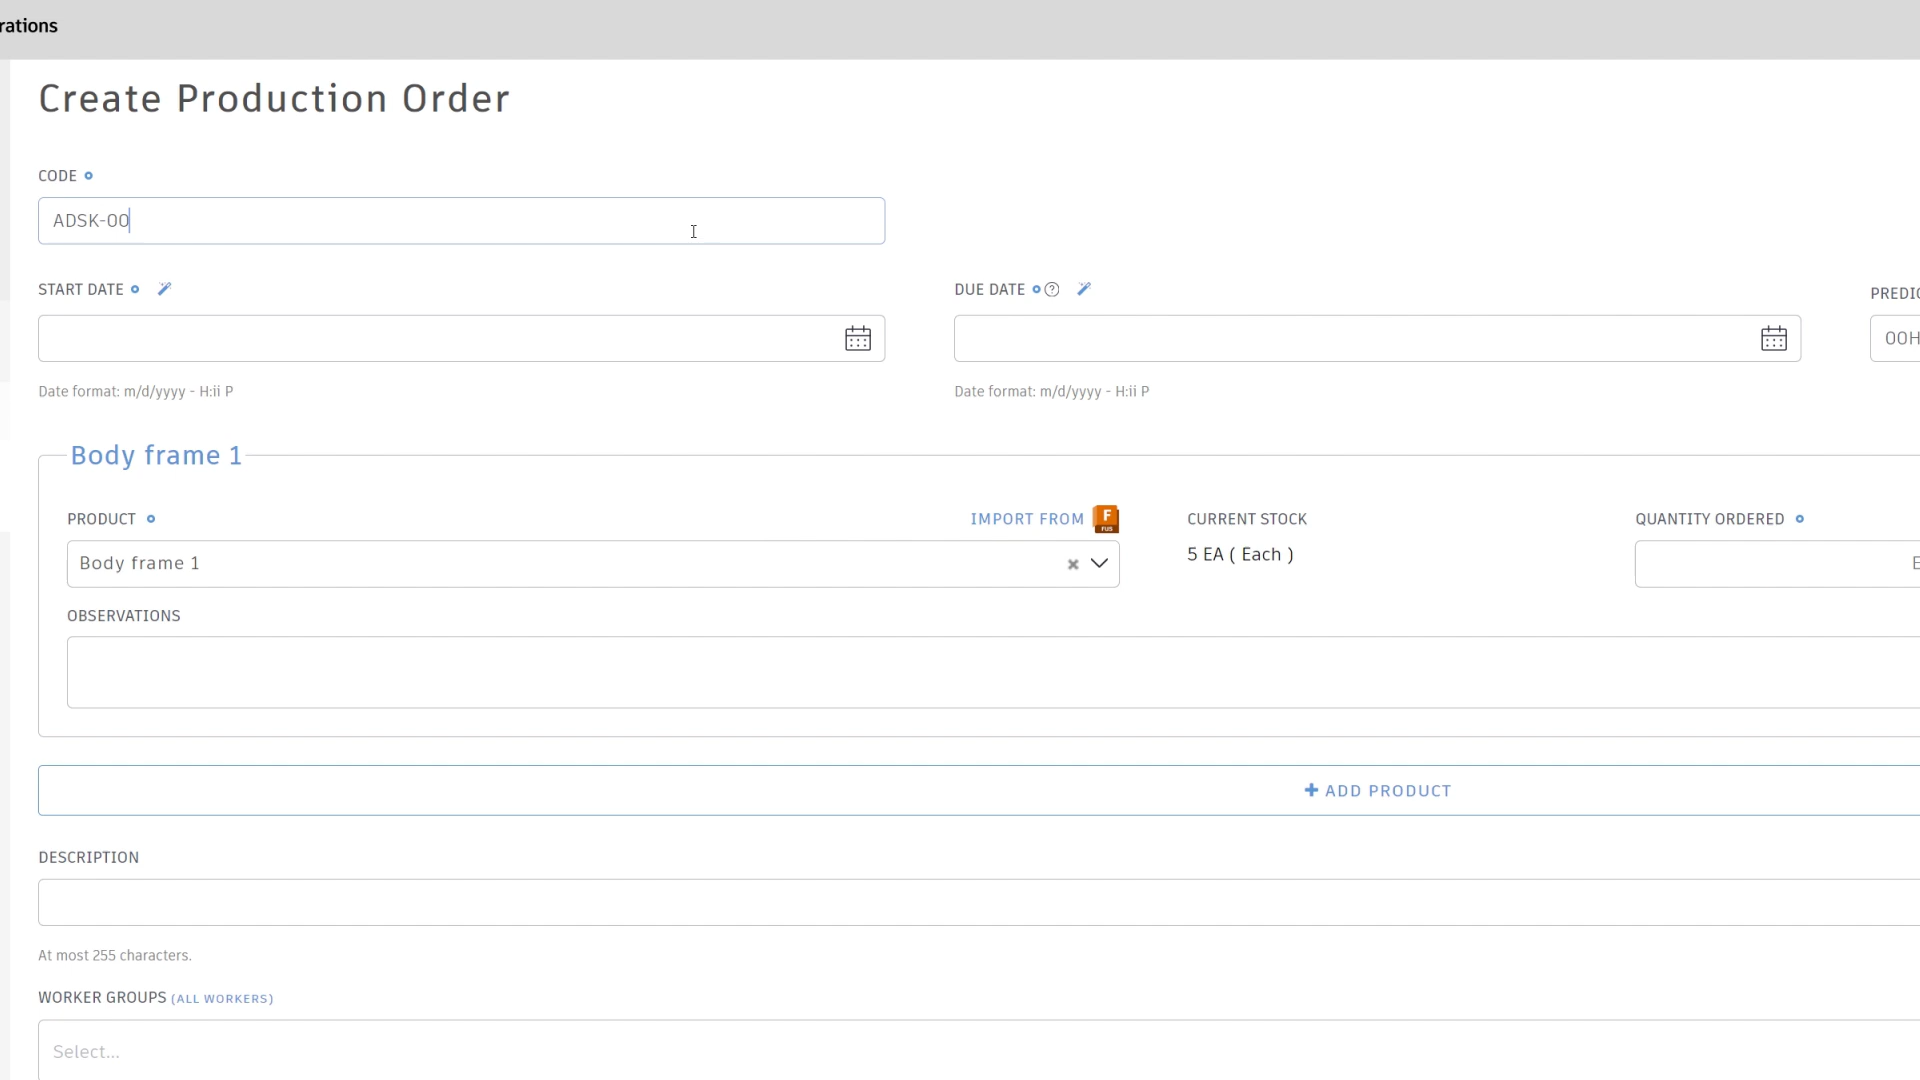 rations
Create Production Order
CODE
ADSK-00
START DATE
DUE DATE
PREDIC
00H
Date format: m/d/yyyy - H:ii P
Date format: m/d/yyyy - H:ii P
Body frame 1
PRODUCT
IMPORT FROM
F
FUS
CURRENT STOCK
QUANTITY ORDERED
Body frame 1
5 EA ( Each )
E
OBSERVATIONS
+ ADD PRODUCT
DESCRIPTION
At most 255 characters.
WORKER GROUPS (ALL WORKERS)
Select...